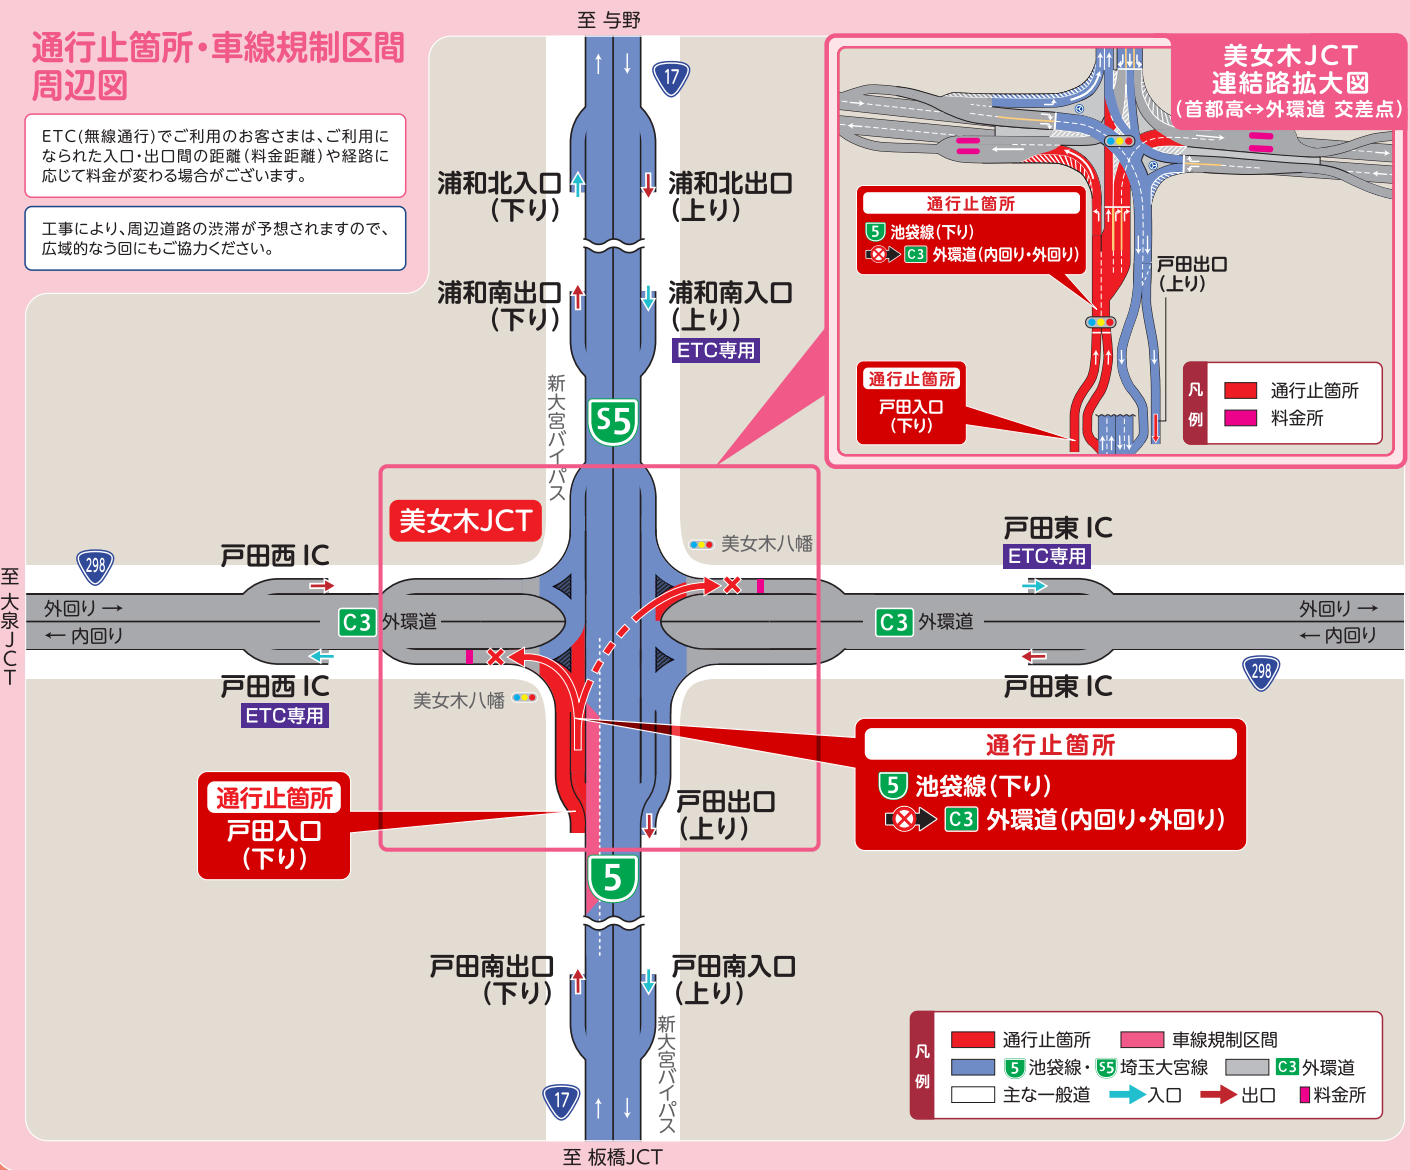 通行止箇所・車線規制区間
周辺図
ETC(無線通行)でご利用のお客さまは、ご利用に
なられた入口・出口間の距離(料金距離)や経路に
応じて料金が変わる場合がございます。
工事により、周辺道路の渋滞が予想されますので、
広域的なう回にもご協力ください。
至 与野
17
浦和北入口
(下り)
浦和北出口
(上り)
浦和南出口
(下り)
浦和南入口
(上り)
ETC専用
新大宮バイパス
S5
美女木JCT
連結路拡大図
(首都高↔外環道 交差点)
通行止箇所
5 池袋線(下り)
C3 外環道(内回り・外回り)
戸田出口
(上り)
通行止箇所
戸田入口
(下り)
凡例
通行止箇所
料金所
美女木JCT
美女木八幡
戸田西IC
298
至 大泉JCT
外回り →
← 内回り
C3 外環道
戸田西IC
ETC専用
美女木八幡
戸田東IC
ETC専用
C3 外環道
外回り →
← 内回り
戸田東IC
298
通行止箇所
5 池袋線(下り)
C3 外環道(内回り・外回り)
通行止箇所
戸田入口
(下り)
戸田出口
(上り)
5
戸田南出口
(下り)
戸田南入口
(上り)
新大宮バイパス
17
至 板橋JCT
凡例
通行止箇所
車線規制区間
5 池袋線・S5 埼玉大宮線
C3 外環道
主な一般道
入口
出口
料金所